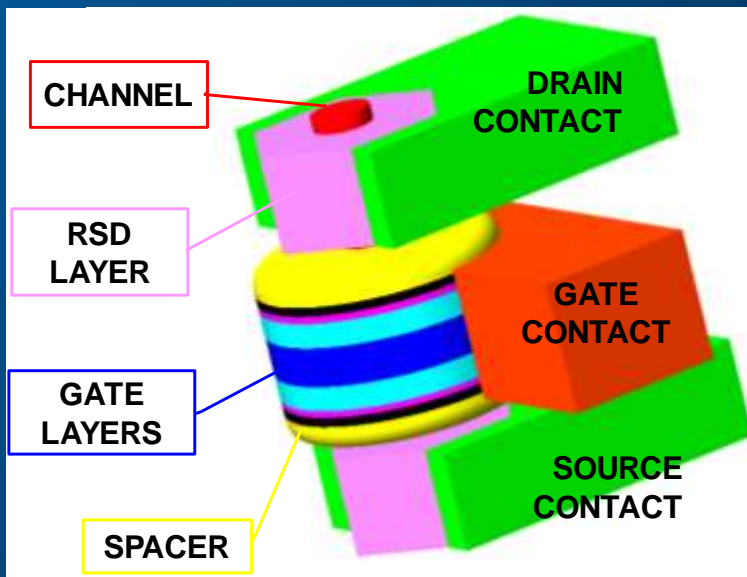 CHANNEL
DRAIN
CONTACT
RSD
LAYER
GATE
CONTACT
GATE
LAYERS
SOURCE
CONTACT
SPACER